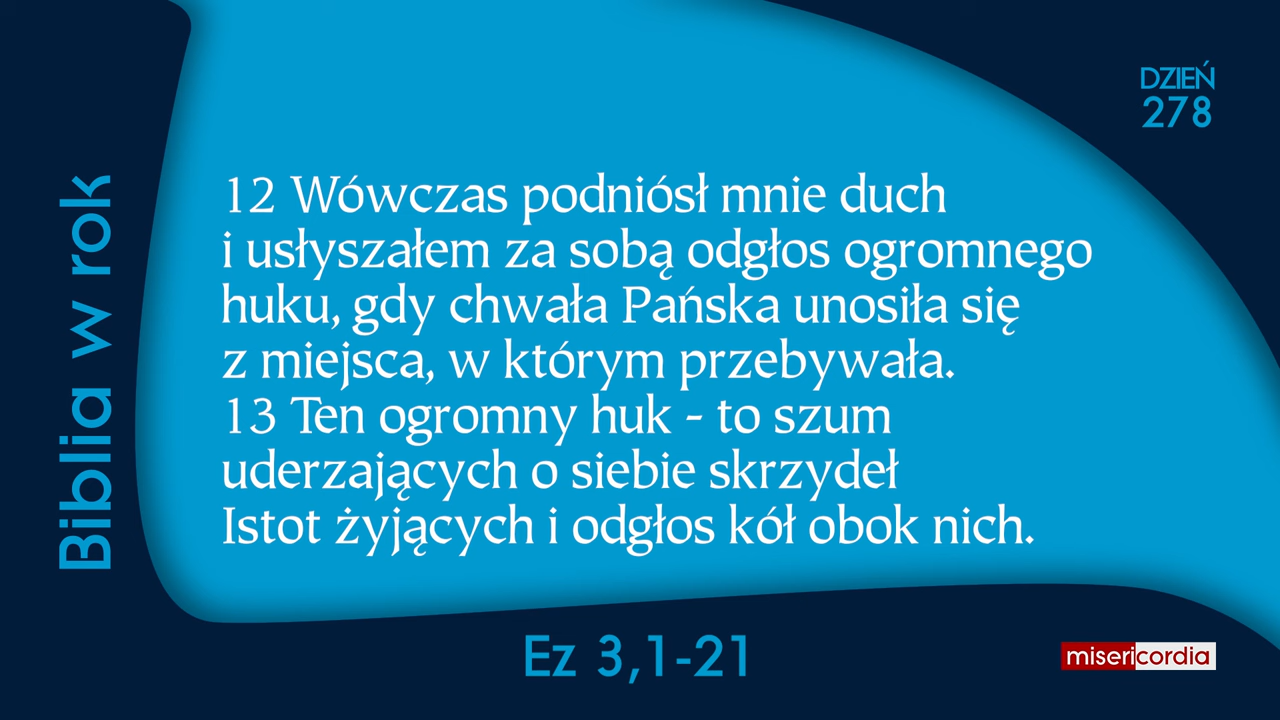 DZIEŃ
278
Biblia w rok
12 Wówczas podniósł mnie duch
i usłyszałem za sobą odgłos ogromnego
huku, gdy chwała Pańska unosiła się
z miejsca, w którym przebywała.
13 Ten ogromny huk - to szum
uderzających o siebie skrzydeł
Istot żyjących i odgłos kół obok nich.
Ez 3,1-21
misericordia